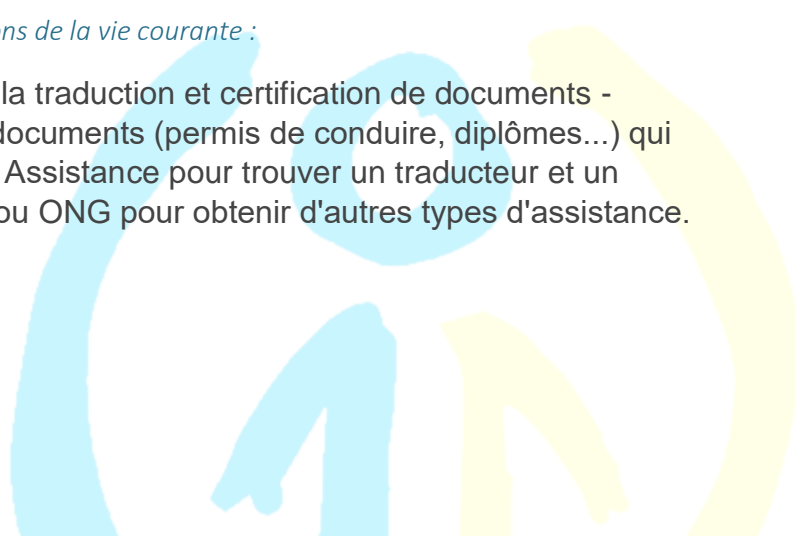 ns de la vie courante :
la traduction et certification de documents -
documents (permis de conduire, diplômes...) qui
Assistance pour trouver un traducteur et un
ou ONG pour obtenir d'autres types d'assistance.